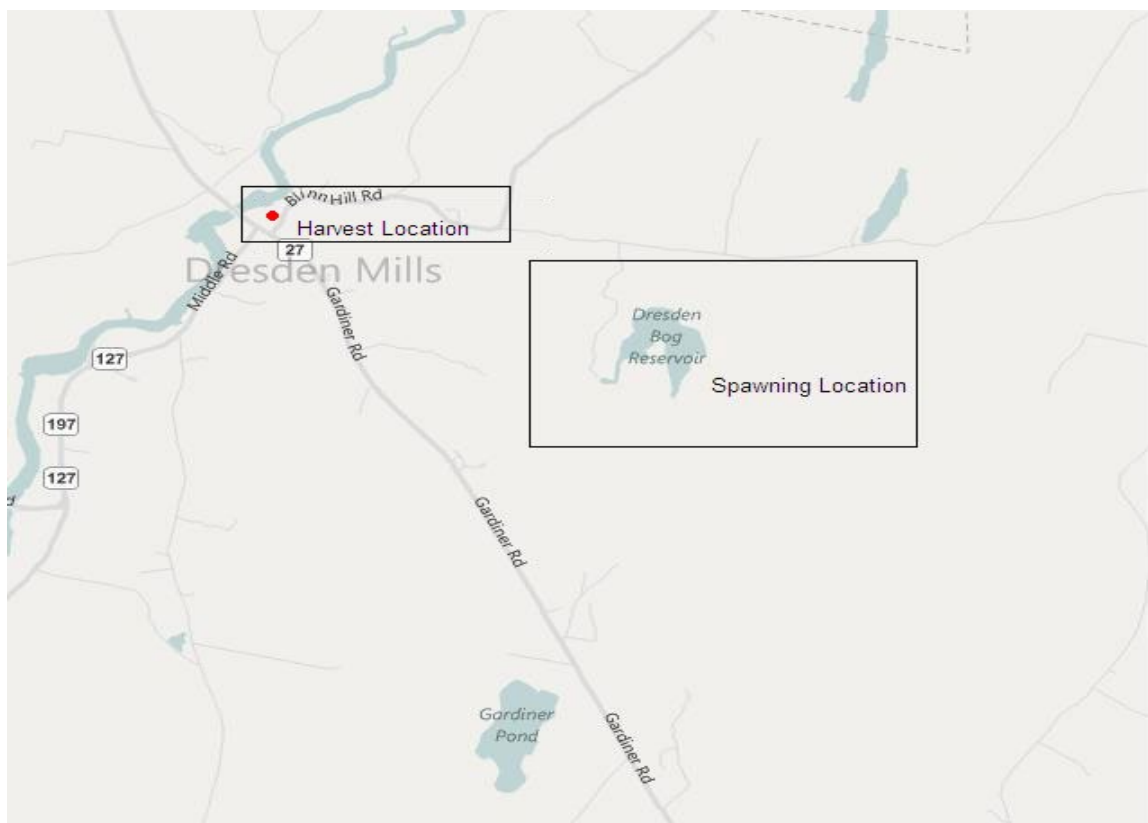 Blinn Hill Rd
Harvest Location
27
Dresden Mills
Middle Rd
Gardiner Rd
Dresden
Bog
Reservoir
127
Spawning Location
197
127
d
Gardiner Rd
Gardiner
Pond
Gardiner Rd